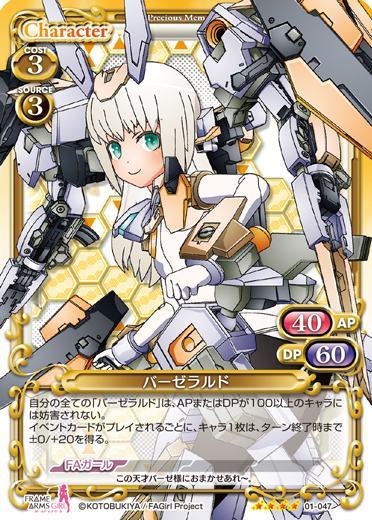 Precious Mem
Character
COST
3
SOURCE
3
40 AP
DP 60
バーゼラルド
自分の全ての「バーゼラルド」は、APまたはDPが100以上のキャラに
は妨害されない。
イベントカードがプレイされるごとに、キャラ1枚は、ターン終了時まで
±0/+20を得る。
FAガール
この天才バーゼ様におまかせあれ〜。
FRAME
ARMS GIRL
©KOTOBUKIYA / FAGirl Project
01-047